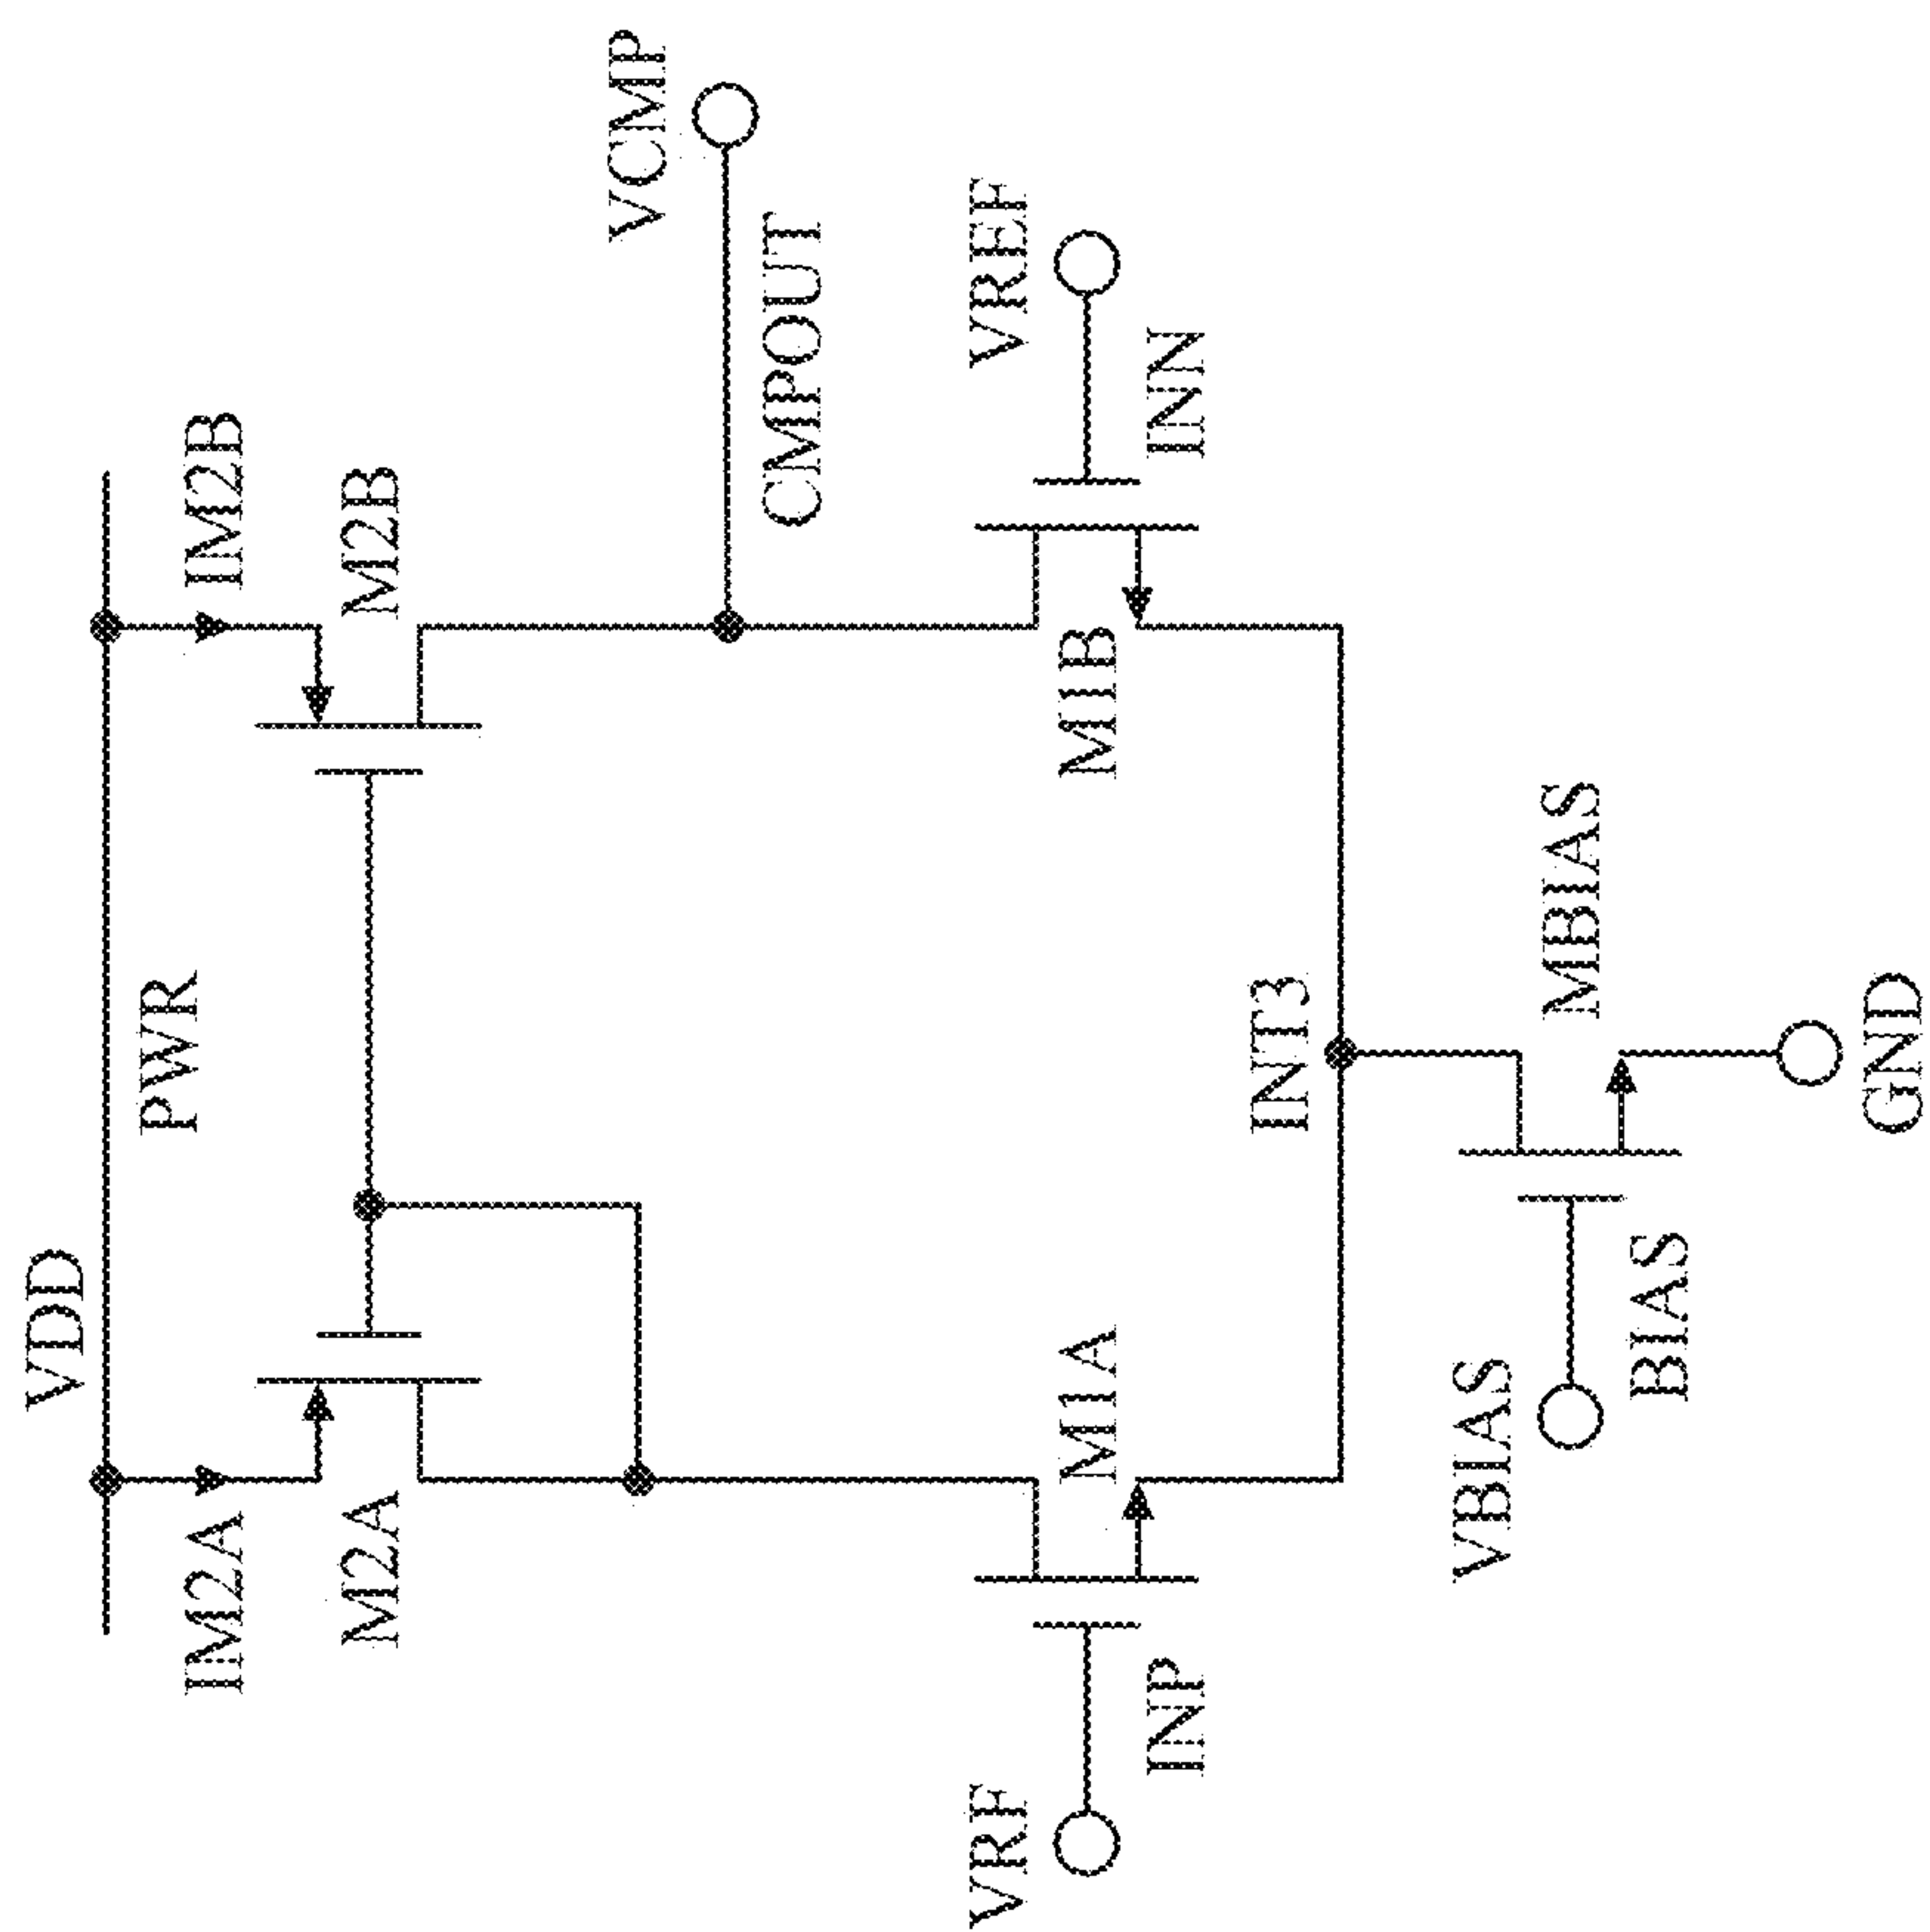 VDD
PWR
IM2A
IM2B
M2A
M2B
VCMP
CMPOUT
VRF
INP
M1A
M1B
VREF
INN
INT3
VBIAS
BIAS
MBIAS
GND